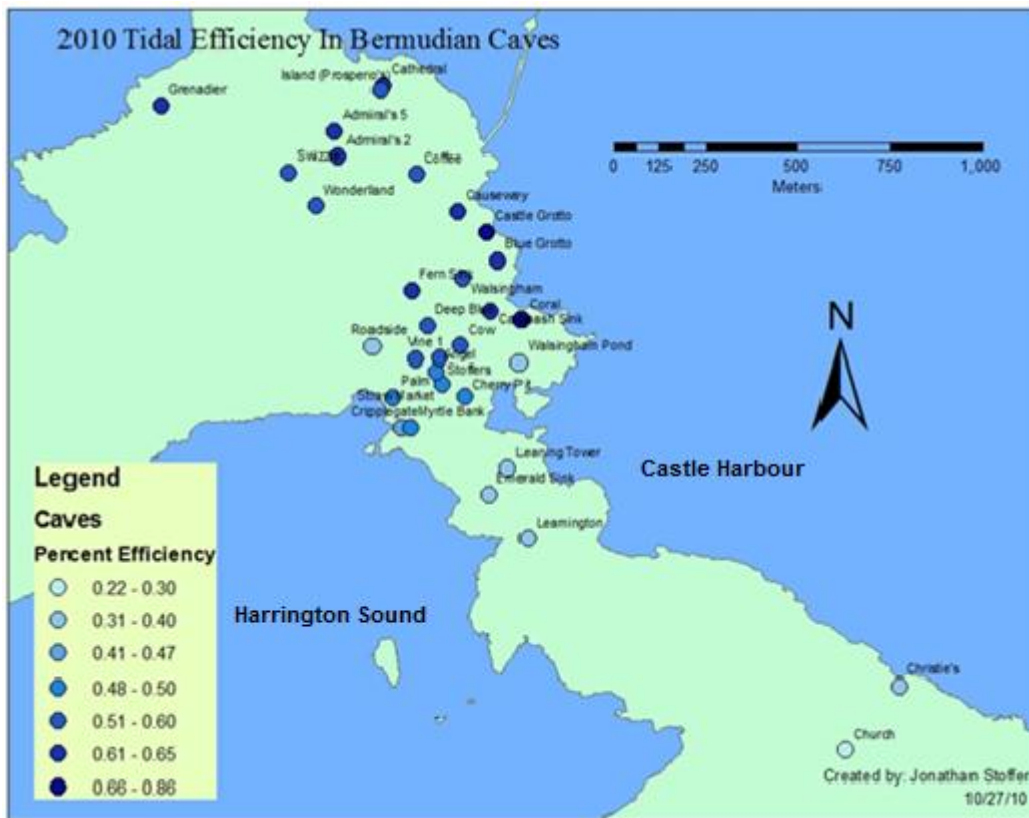 2010 Tidal Efficiency In Bermudian Caves
Cathedral
Island (Prospero's)
Grenadier
Admiral's 5
Admiral's 2
Coffee
Wonderland
Causeway
Castle Grotto
Blue Grotto
0 125 250 500 750 1,000
Meters
N
Walsingham
Coral
Deep Blue
Roadside
Cow
Walsingham Pond
Vine 1
Angel
Stoffers
Palm
Cherry Pit
Straw Market
Cripplegate
Myrtle Bank
Leaning Tower
Emerald Sink
Leamington
Castle Harbour
Harrington Sound
Christie's
Church
Legend
Caves
Percent Efficiency
0.22 - 0.30
0.31 - 0.40
0.41 - 0.47
0.48 - 0.50
0.51 - 0.60
0.61 - 0.65
0.66 - 0.86
Created by: Jonathan Stoffer
10/27/10